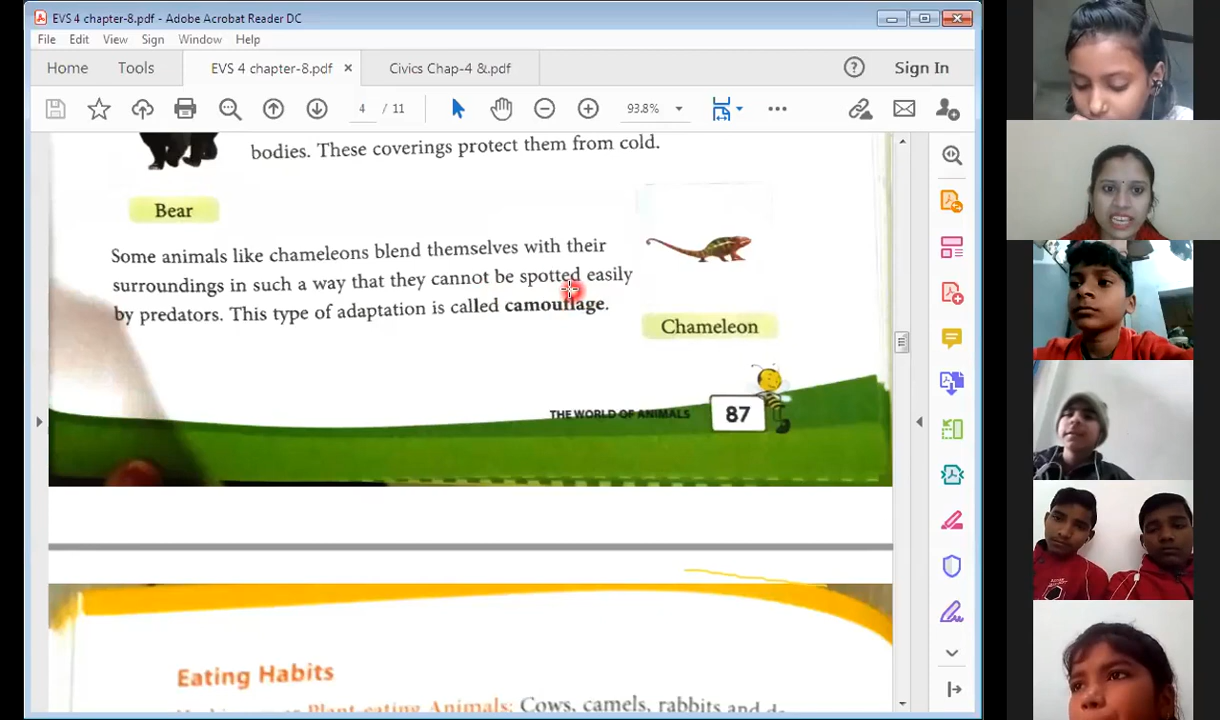 EVS 4 chapter-8.pdf - Adobe Acrobat Reader DC
File Edit View Sign Window Help
Home Tools EVS 4 chapter-8.pdf × Civics Chap-4 &.pdf Sign In
4 / 11 93.8%
bodies. These coverings protect them from cold.
Bear
Some animals like chameleons blend themselves with their
surroundings in such a way that they cannot be spotted easily
by predators. This type of adaptation is called camouflage.
Chameleon
THE WORLD OF ANIMALS 87
Eating Habits
Plant-eating Animals: Cows, camels, rabbits and